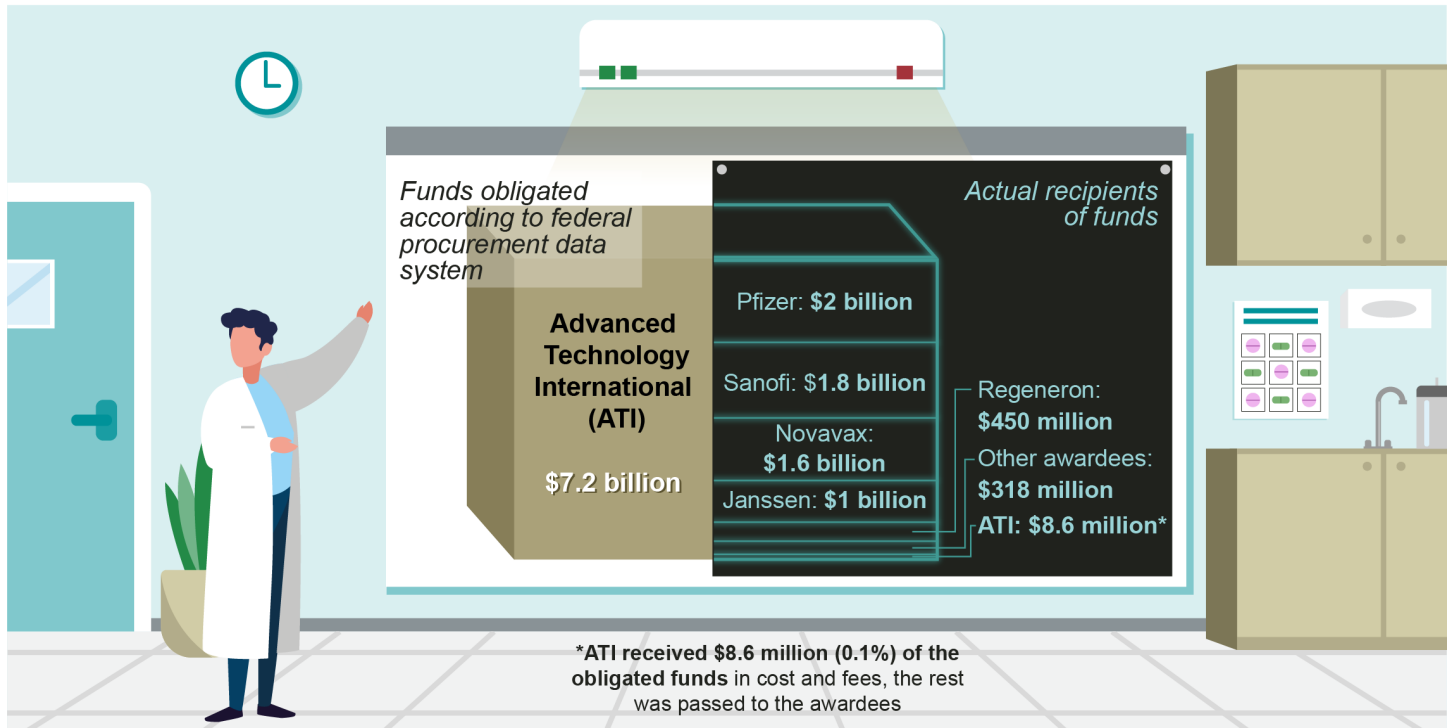 Funds obligated
according to federal
procurement data
system
Advanced
Technology
International
(ATI)
$7.2 billion
Actual recipients
of funds
Pfizer: $2 billion
Sanofi: $1.8 billion
Novavax:
$1.6 billion
Janssen: $1 billion
Regeneron:
$450 million
Other awardees:
$318 million
ATI: $8.6 million*
*ATI received $8.6 million (0.1%) of the
obligated funds in cost and fees, the rest
was passed to the awardees